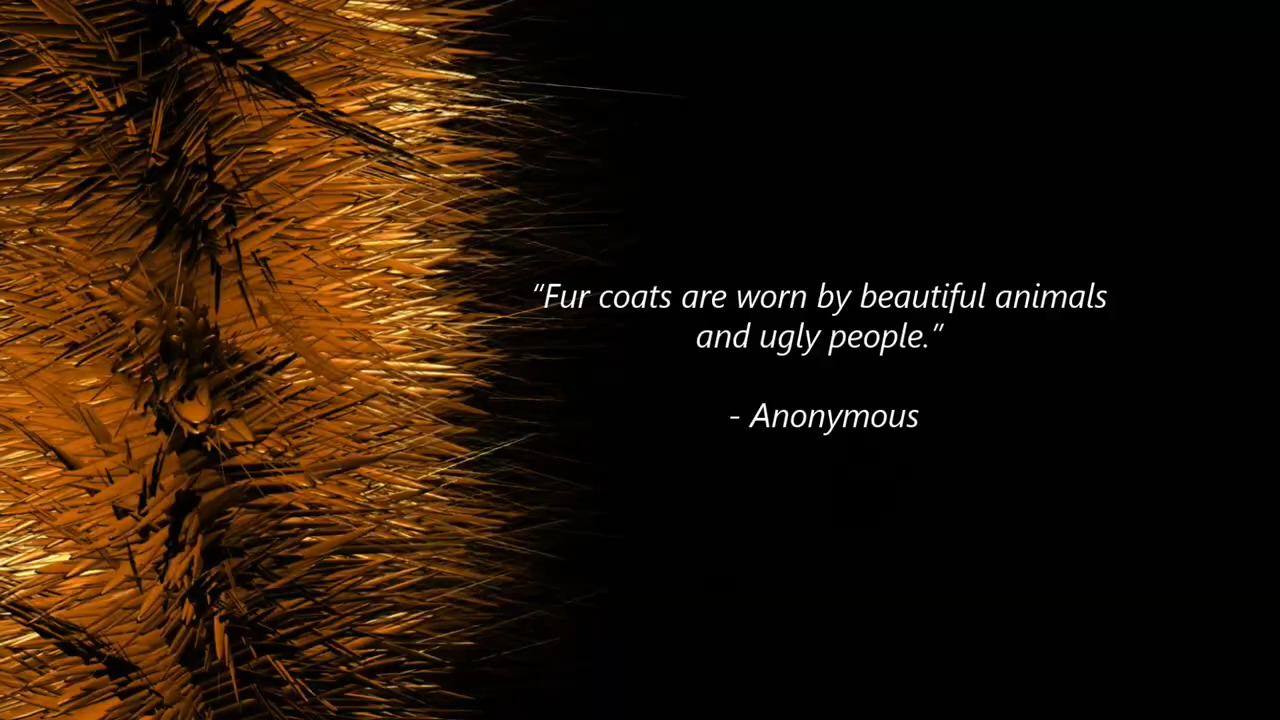 “Fur coats are worn by beautiful animals
and ugly people.”
- Anonymous